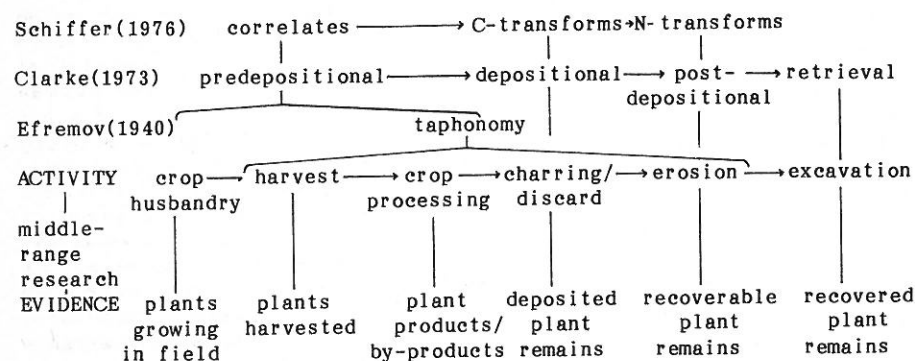 Schiffer(1976) correlates C-transforms N-transforms
Clarke(1973) predepositional depositional post- retrieval
depositional
Efremov(1940) taphonomy
ACTIVITY crop harvest crop charring/ erosion excavation
husbandry processing discard
middle-
range
research
EVIDENCE plants plants plant deposited recoverable recovered
growing harvested products/ plant plant plant
in field by-products remains remains remains